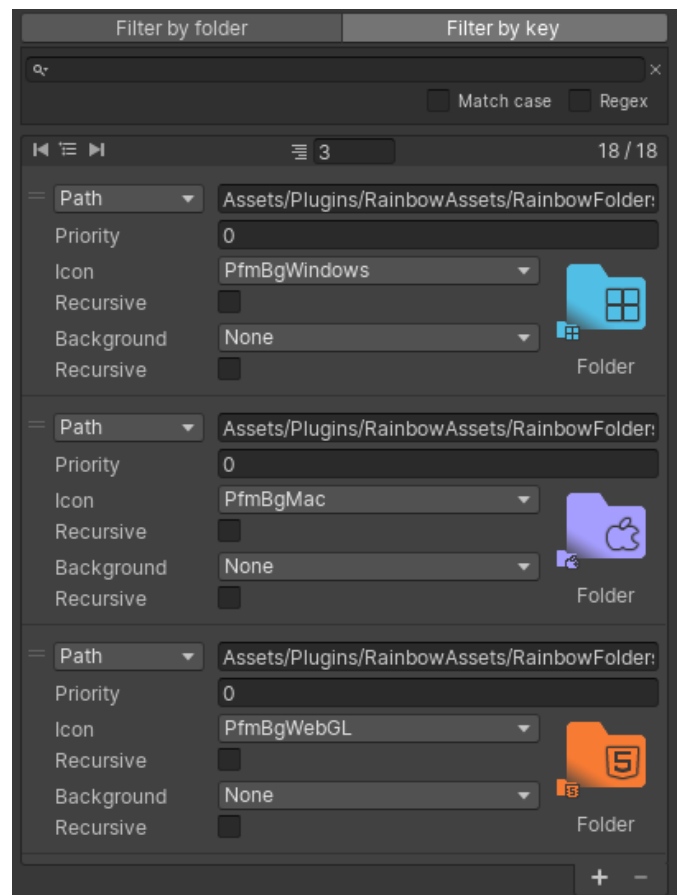 Filter by folder Filter by key
Match case Regex
3 18 / 18
Path Assets/Plugins/RainbowAssets/RainbowFolders
Priority 0
Icon PfmBgWindows
Recursive
Background None
Recursive Folder
Path Assets/Plugins/RainbowAssets/RainbowFolders
Priority 0
Icon PfmBgMac
Recursive
Background None
Recursive Folder
Path Assets/Plugins/RainbowAssets/RainbowFolders
Priority 0
Icon PfmBgWebGL
Recursive 5
Background None
Recursive Folder